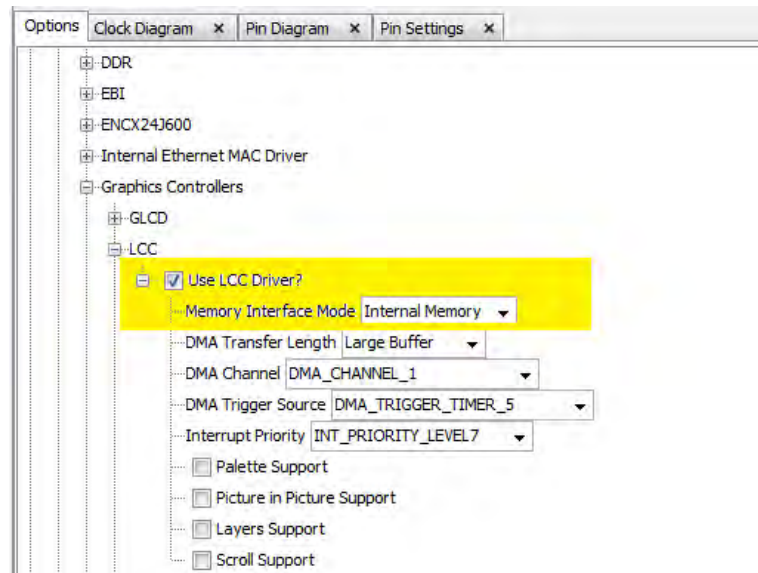 Options Clock Diagram × Pin Diagram × Pin Settings ×
DDR
EBI
ENCX24J600
Internal Ethernet MAC Driver
Graphics Controllers
GLCD
LCC
Use LCC Driver?
Memory Interface Mode Internal Memory
DMA Transfer Length Large Buffer
DMA Channel DMA_CHANNEL_1
DMA Trigger Source DMA_TRIGGER_TIMER_5
Interrupt Priority INT_PRIORITY_LEVEL7
Palette Support
Picture in Picture Support
Layers Support
Scroll Support